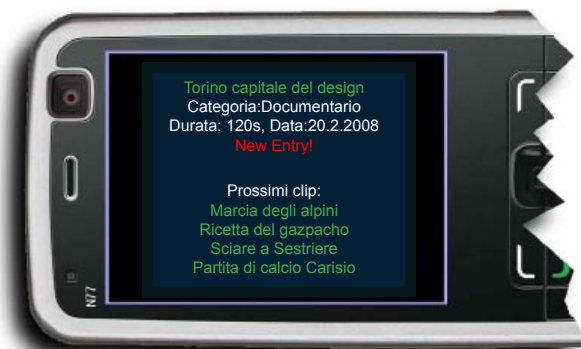 Torino capitale del design
Categoria:Documentario
Durata: 120s, Data:20.2.2008
New Entry!
Prossimi clip:
Marcia degli alpini
Ricetta del gazpacho
Sciare a Sestriere
Partita di calcio Carisio
N77